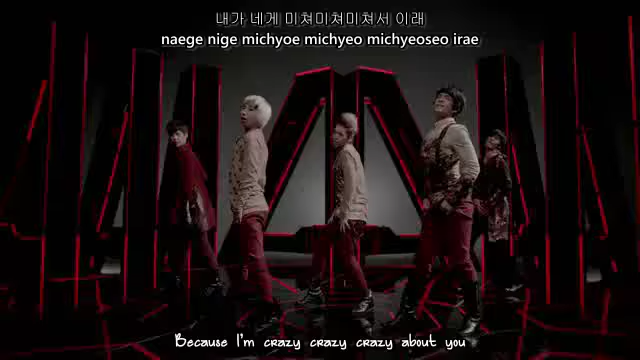 내가 네게 미쳐미쳐미쳐서 이래
naege nige michyoe michyeo michyeoseo irae
Because I'm crazy crazy crazy about you